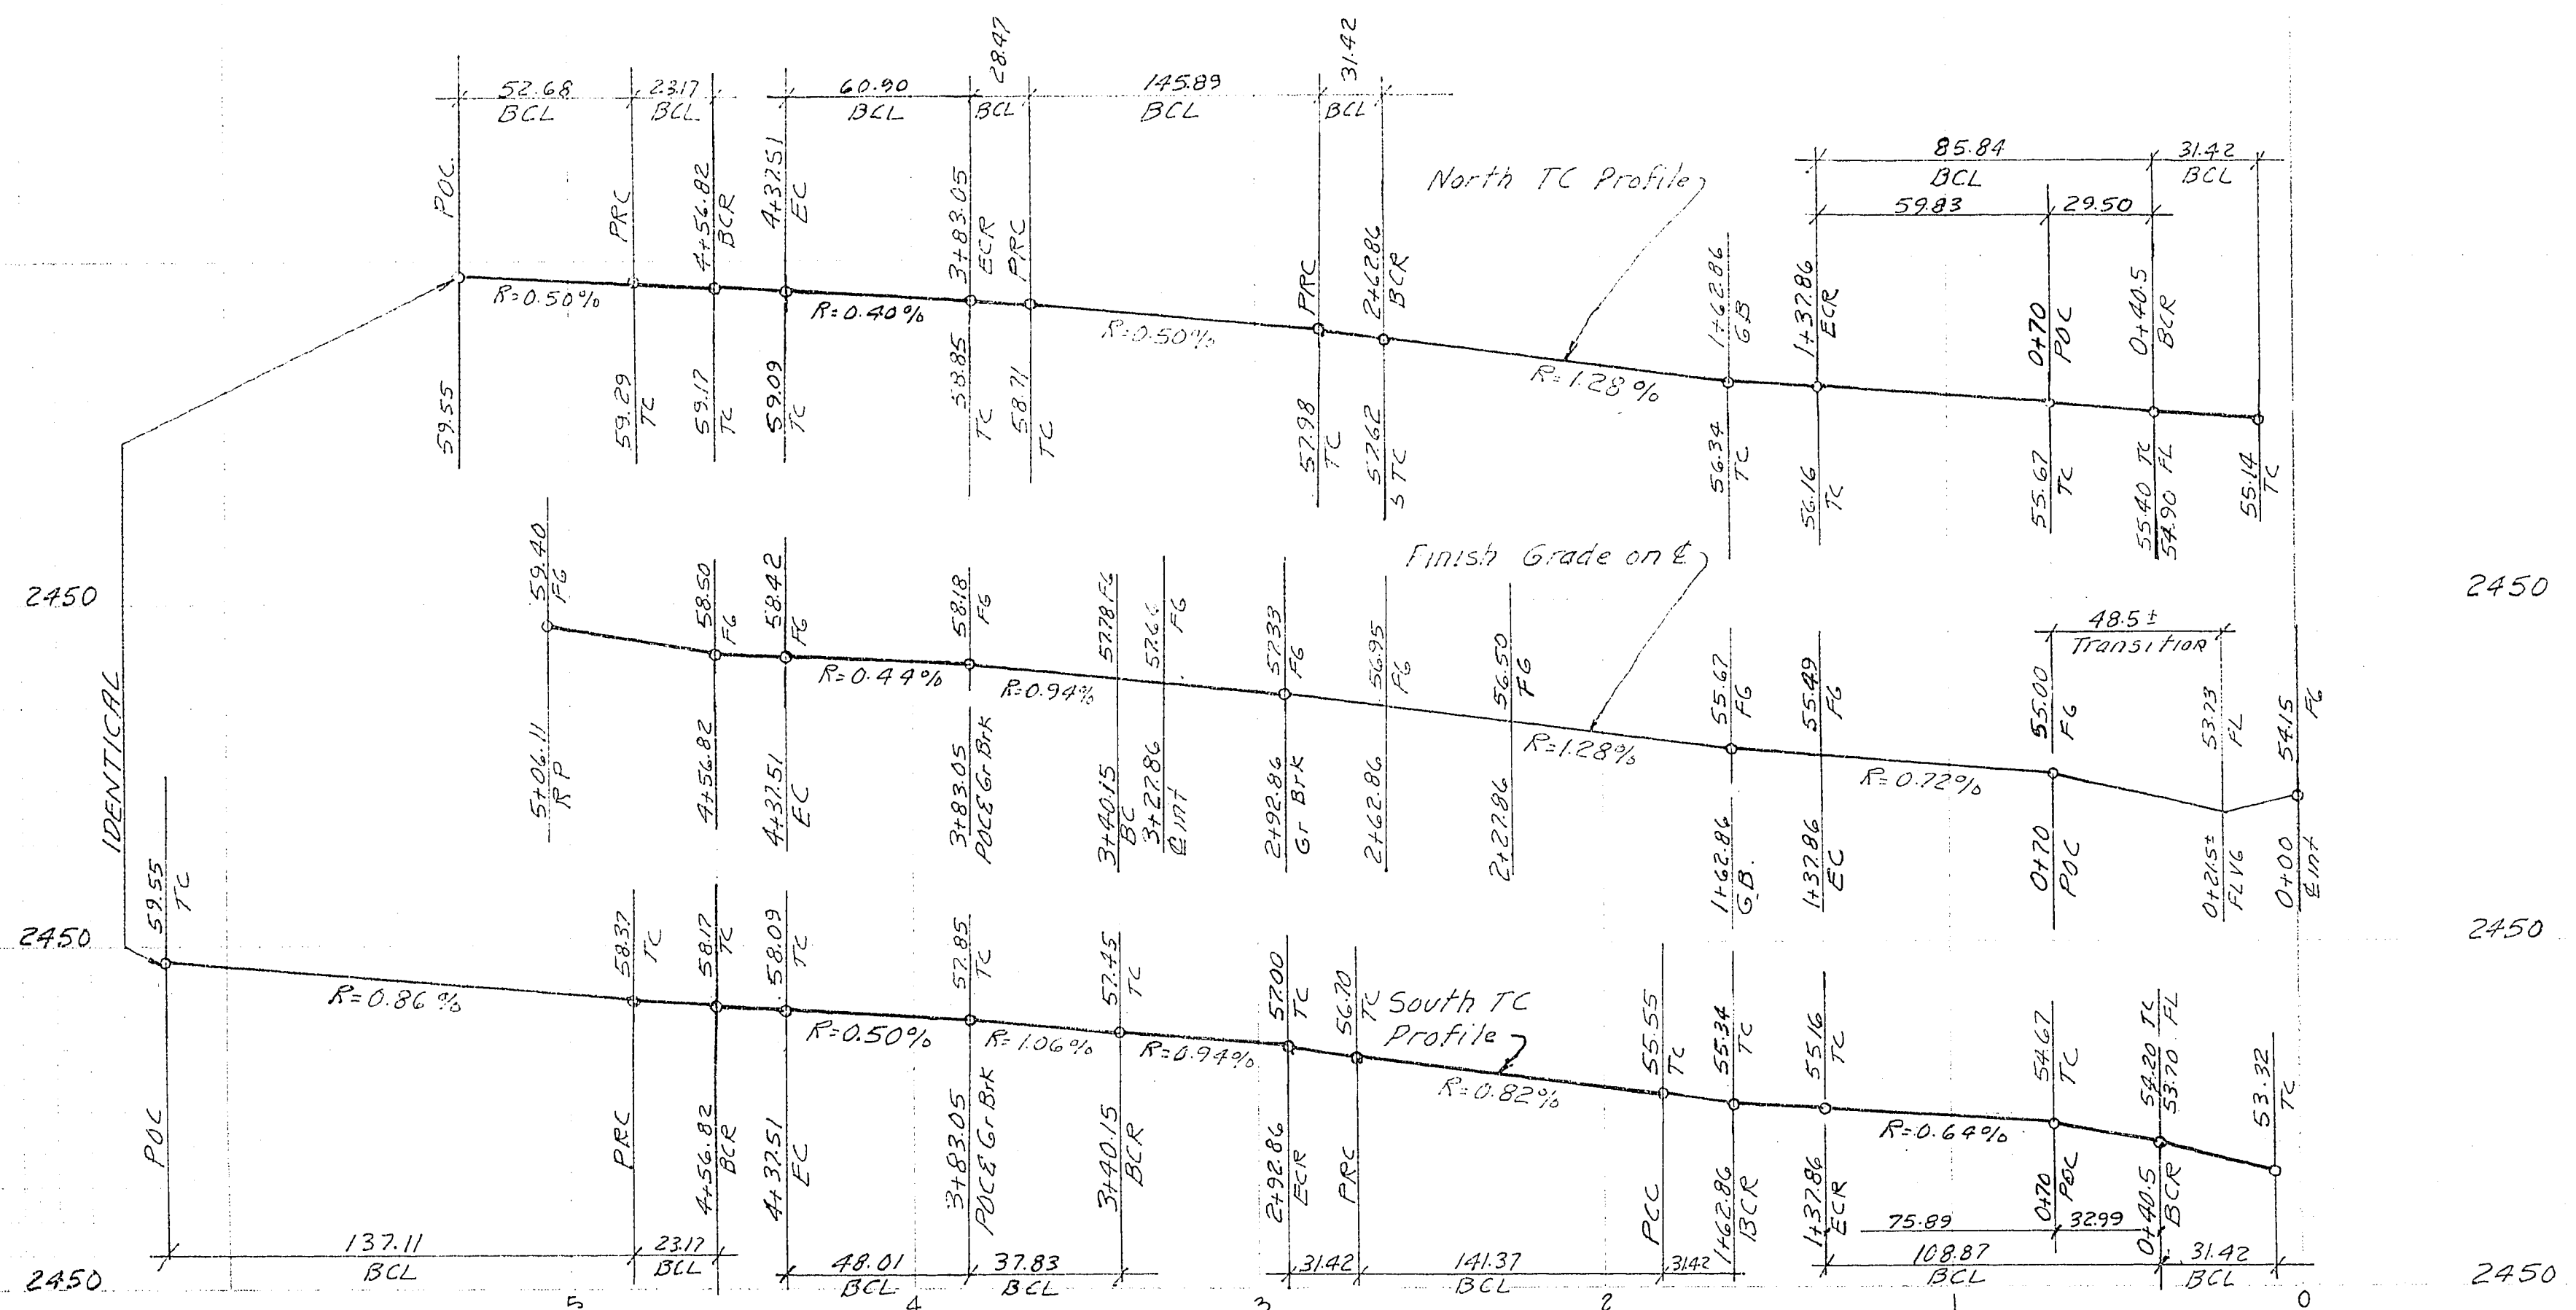 52.68
BCL
23.17
BCL
60.90
BCL
28.47
BCL
145.89
BCL
31.42
BCL
85.84
BCL
31.42
BCL
59.83
29.50
POC
PRC
4+56.82
BCR
4+37.51
EC
3+83.05
ECR
PRC
PRC
2+62.86
BCR
North TC Profile
1+62.86
GB
1+37.86
ECR
0+70
POC
0+40.5
BCR
R=0.50%
R=0.40%
R=0.50%
R=1.28%
59.55
59.29
TC
59.17
TC
59.09
TC
58.85
TC
58.71
TC
57.98
TC
57.62
TC
56.34
TC
56.16
TC
55.67
TC
55.40 TC
54.90 FL
55.14
TC
Finish Grade on ℄
2450
2450
59.40
FG
58.50
FG
58.42
FG
58.18
FG
57.78 FG
57.66
FG
57.33
FG
56.95
FG
56.50
FG
55.67
FG
55.49
FG
55.00
FG
48.5±
Transition
53.73
FL
54.15
FG
R=0.44%
R=0.94%
R=1.28%
R=0.72%
IDENTICAL
5+06.11
RP
4+56.82
4+37.51
EC
3+83.05
POC & Gr Brk
3+40.15
BC
3+27.86
℄ int
2+92.86
Gr Brk
2+62.86
2+27.86
1+62.86
G.B.
1+37.86
EC
0+70
POC
0+21.5±
FLVG
0+00
℄ int
2450
2450
59.55
TC
58.37
TC
58.17
TC
58.09
TC
57.85
TC
57.45
TC
57.00
TC
56.70
TC
South TC
Profile
55.55
TC
55.34
TC
55.16
TC
54.67
TC
54.20 TC
53.70 FL
53.32
TC
R=0.86%
R=0.50%
R=1.06%
R=0.94%
R=0.82%
R=0.64%
POC
PRC
4+56.82
BCR
4+37.51
EC
3+83.05
POC & Gr Brk
3+40.15
BCR
2+92.86
ECR
PRC
PCC
1+62.86
BCR
1+37.86
ECR
0+70
POC
0+40.5
BCR
75.89
32.99
137.11
BCL
23.17
BCL
48.01
BCL
37.83
BCL
31.42
141.37
BCL
31.42
108.87
BCL
31.42
BCL
2450
2450
5
4
3
2
1
0